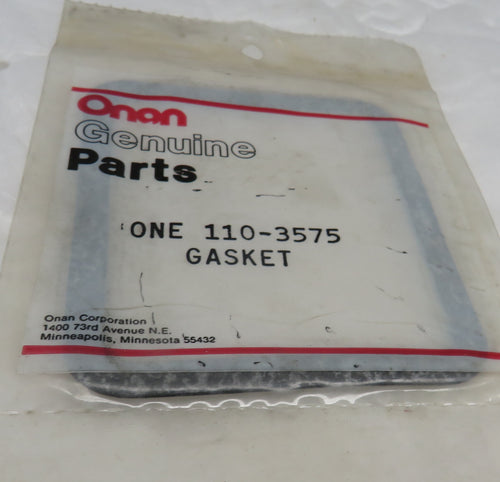 Onan
Genuine
Parts
ONE 110-3575
GASKET
Onan Corporation
1400 73rd Avenue N.E.
Minneapolis, Minnesota 55432